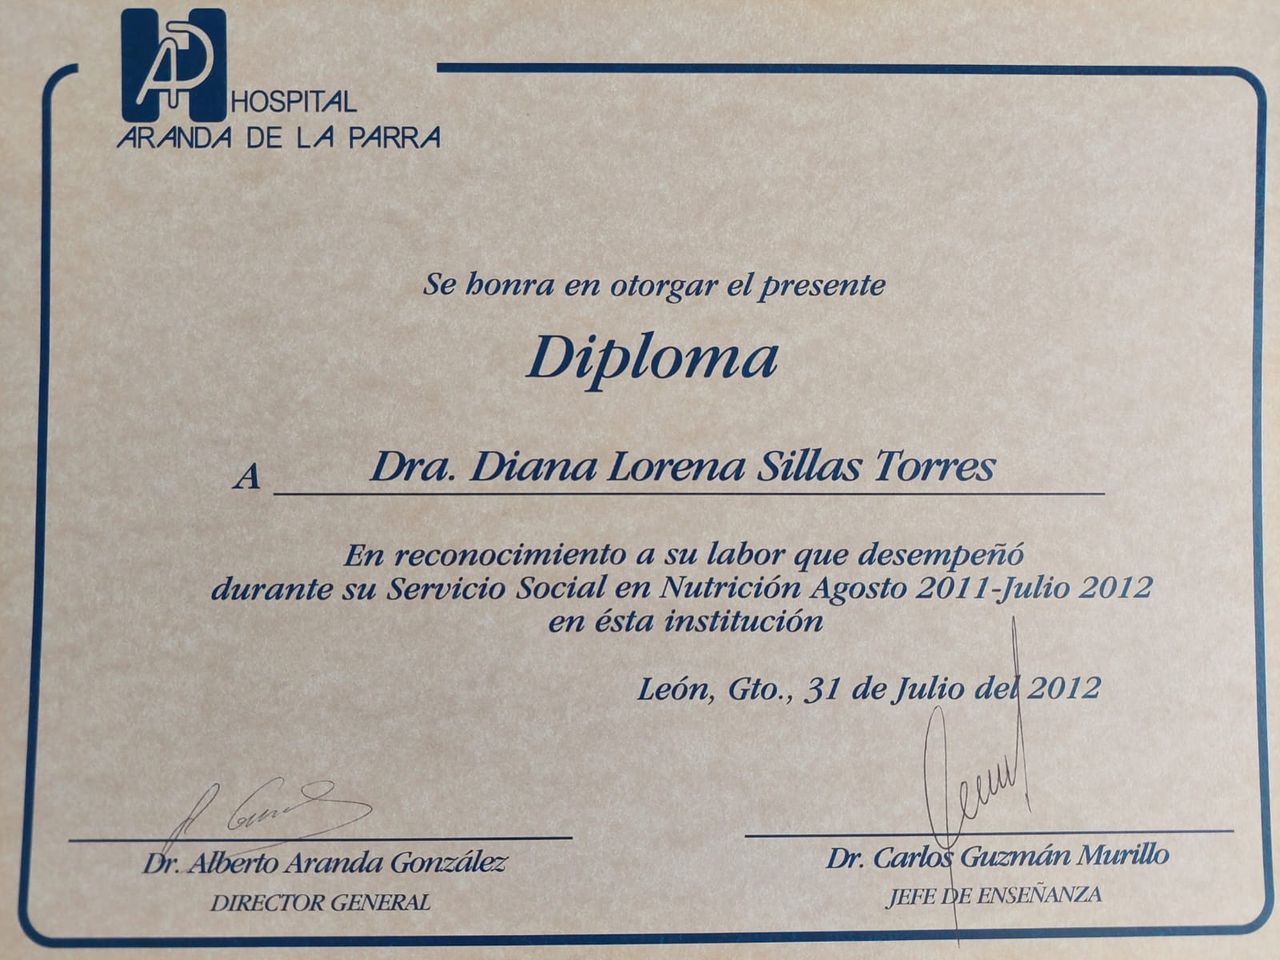 HOSPITAL
ARANDA DE LA PARRA
Se honra en otorgar el presente
Diploma
A Dra. Diana Lorena Sillas Torres
En reconocimiento a su labor que desempeñó
durante su Servicio Social en Nutrición Agosto 2011-Julio 2012
en ésta institución
León, Gto., 31 de Julio del 2012
Dr. Alberto Aranda González
DIRECTOR GENERAL
Dr. Carlos Guzmán Murillo
JEFE DE ENSEÑANZA